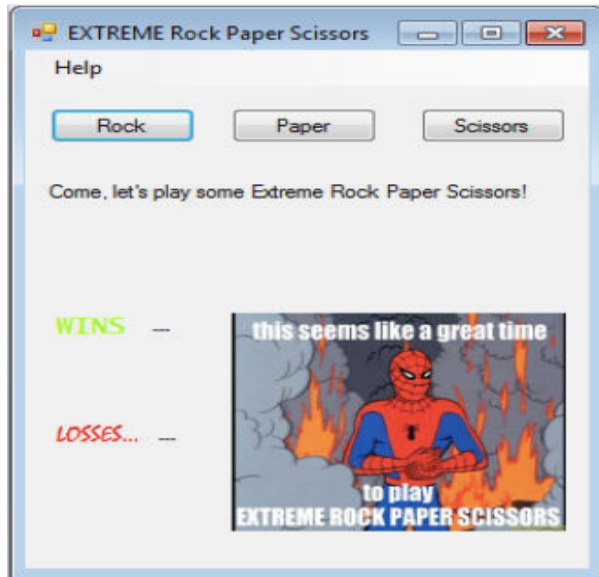 EXTREME Rock Paper Scissors
Help
Rock Paper Scissors
Come, let's play some Extreme Rock Paper Scissors!
WINS ---
this seems like a great time
LOSSES... ---
to play
EXTREME ROCK PAPER SCISSORS